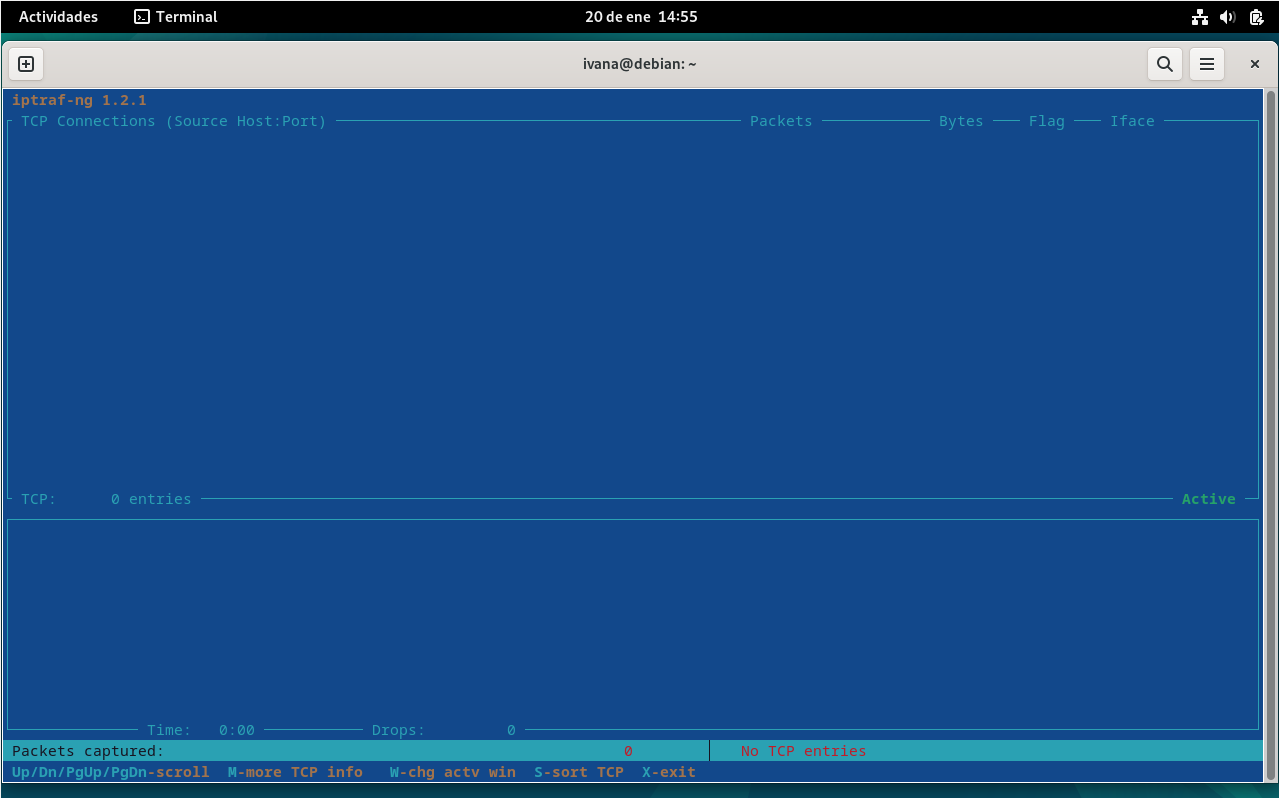 Actividades Terminal 20 de ene 14:55
ivana@debian: ~
iptraf-ng 1.2.1
TCP Connections (Source Host:Port) Packets Bytes Flag Iface
TCP: 0 entries Active
Time: 0:00 Drops: 0
Packets captured: 0 No TCP entries
Up/Dn/PgUp/PgDn-scroll M-more TCP info W-chg actv win S-sort TCP X-exit